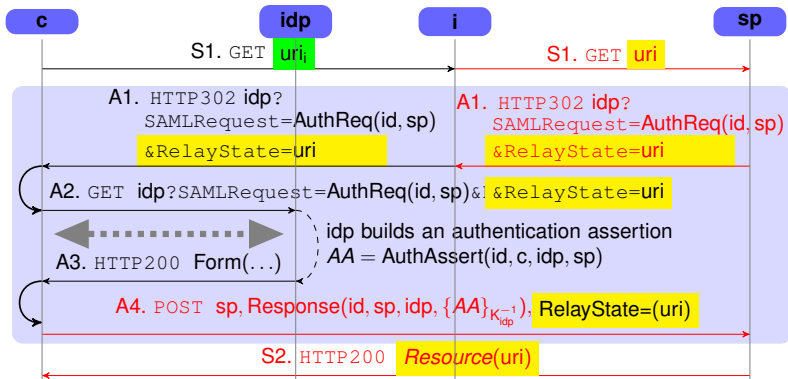 c idp i sp
S1. GET uri_i S1. GET uri
A1. HTTP302 idp? A1. HTTP302 idp?
SAMLRequest=AuthReq(id, sp) SAMLRequest=AuthReq(id, sp)
&RelayState=uri &RelayState=uri
A2. GET idp?SAMLRequest=AuthReq(id, sp)& &RelayState=uri
idp builds an authentication assertion
AA = AuthAssert(id, c, idp, sp)
A3. HTTP200 Form(...)
A4. POST sp, Response(id, sp, idp, {AA}_{K_{idp}^{-1}}), RelayState=(uri)
S2. HTTP200 Resource(uri)